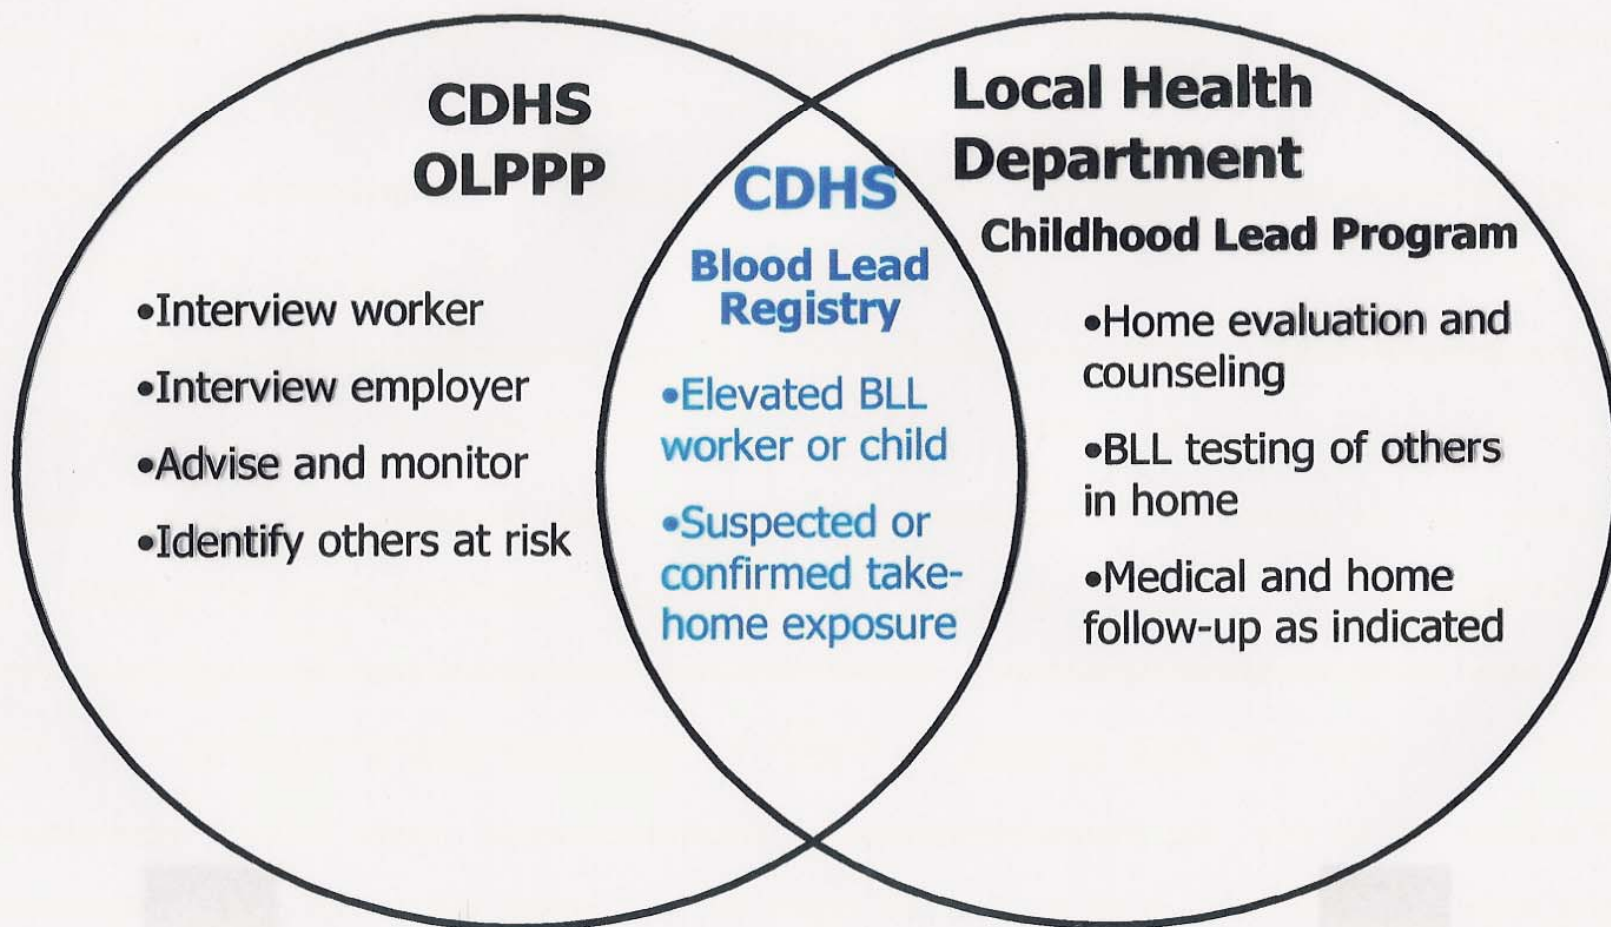 CDHS
OLPPP
•Interview worker
•Interview employer
•Advise and monitor
•Identify others at risk
CDHS
Blood Lead
Registry
•Elevated BLL
worker or child
•Suspected or
confirmed take-
home exposure
Local Health
Department
Childhood Lead Program
•Home evaluation and
counseling
•BLL testing of others
in home
•Medical and home
follow-up as indicated